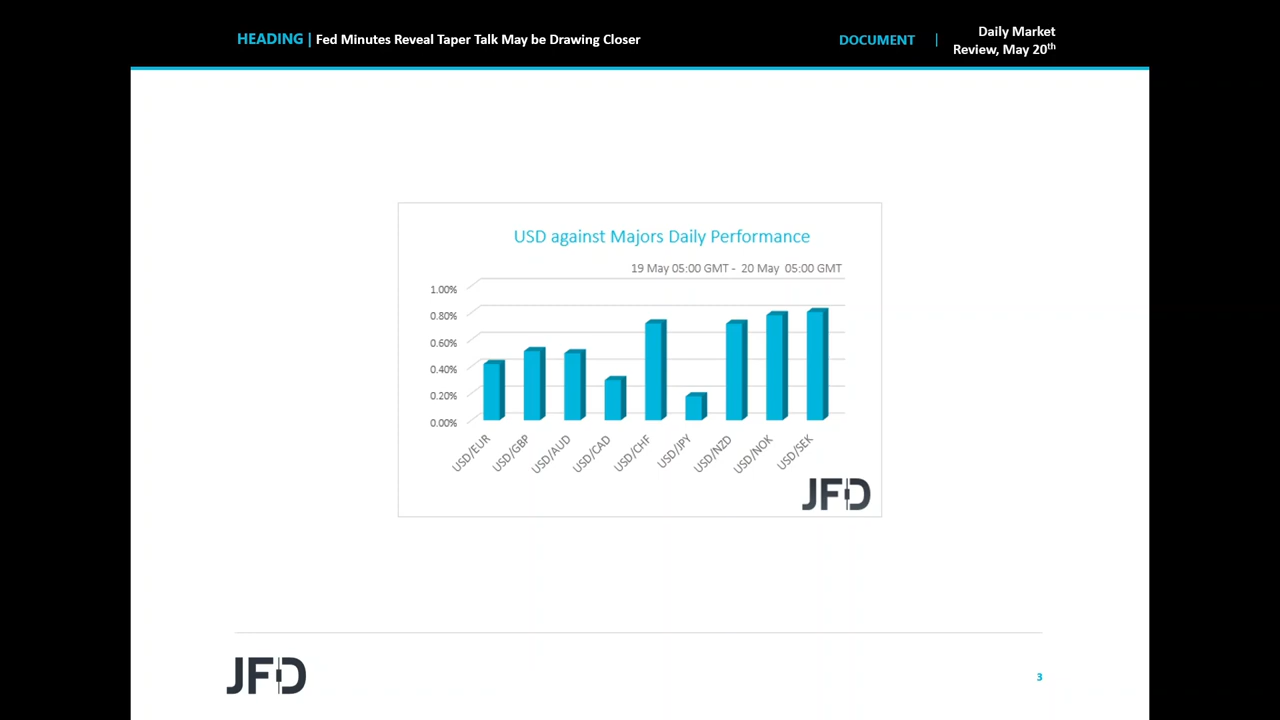 HEADING | Fed Minutes Reveal Taper Talk May be Drawing Closer
DOCUMENT |
Daily Market
Review, May 20th
USD against Majors Daily Performance
19 May 05:00 GMT - 20 May 05:00 GMT
1.00%
0.80%
0.60%
0.40%
0.20%
0.00%
USD/EUR
USD/GBP
USD/AUD
USD/CAD
USD/CHF
USD/JPY
USD/NZD
USD/NOK
USD/SEK
JFD
JFD
3